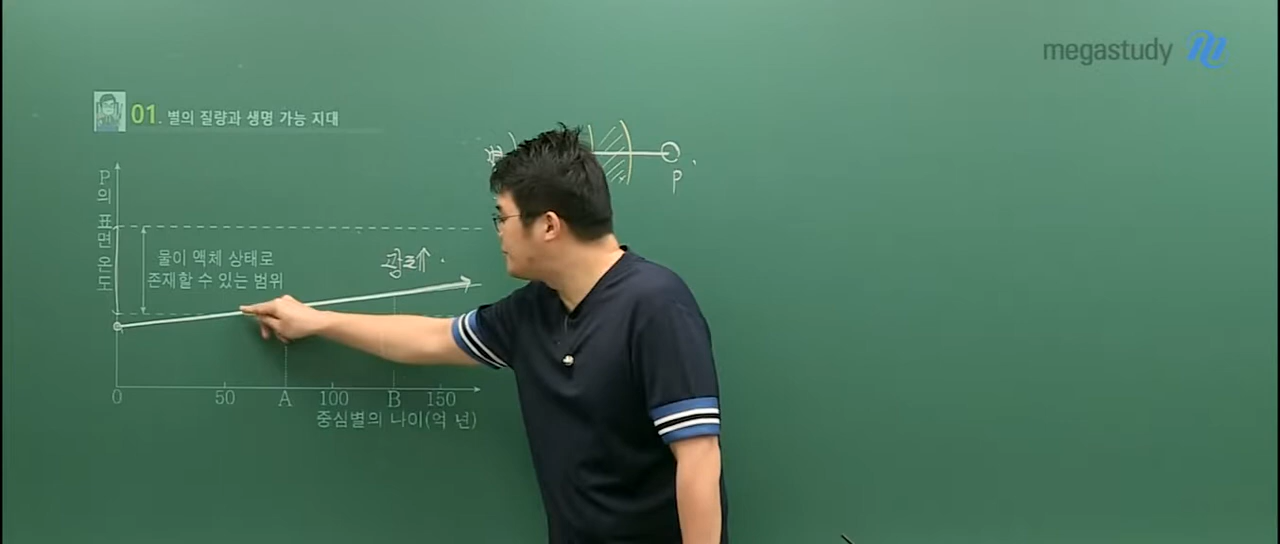 megastudy
01. 별의 질량과 생명 가능 지대
P의 표면 온도
물이 액체 상태로
존재할 수 있는 범위
광도↑
P
0 50 A 100 B 150
중심별의 나이(억 년)